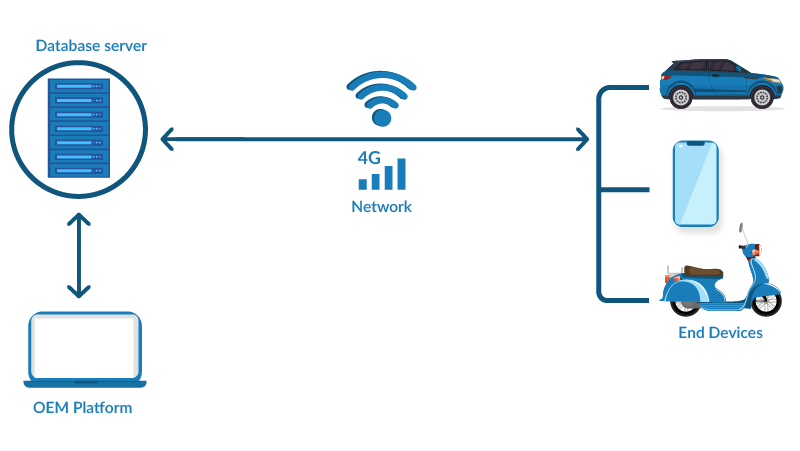 Database server
4G
Network
End Devices
OEM Platform